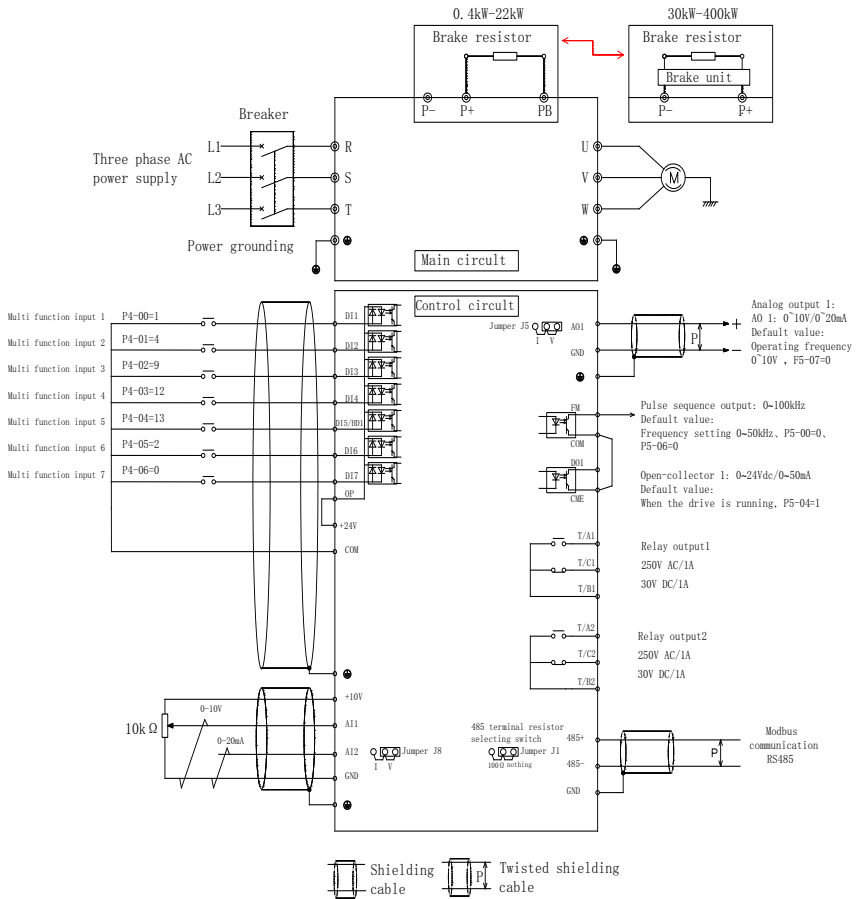 0.4kW-22kW
30kW-400kW
Brake resistor
Brake resistor
Brake unit
P-
P+
PB
P-
P+
Breaker
L1
L2
L3
Three phase AC
power supply
R
S
T
U
V
W
M
Power grounding
Main circuit
Control circuit
Multi function input 1
P4-00=1
DI1
Multi function input 2
P4-01=4
DI2
Multi function input 3
P4-02=9
DI3
Multi function input 4
P4-03=12
DI4
Multi function input 5
P4-04=13
DI5/HD1
Multi function input 6
P4-05=2
DI6
Multi function input 7
P4-06=0
DI7
OP
+24V
COM
Jumper J5
I V
AO1
GND
P
+
-
Analog output 1:
AO 1: 0~10V/0~20mA
Default value:
Operating frequency
0~10V , F5-07=0
FM
COM
Pulse sequence output: 0~100kHz
Default value:
Frequency setting 0~50kHz、P5-00=0、
P5-06=0
DO1
CME
Open-collector 1: 0~24Vdc/0~50mA
Default value:
When the drive is running, P5-04=1
T/A1
T/C1
T/B1
Relay output1
250V AC/1A
30V DC/1A
T/A2
T/C2
T/B2
Relay output2
250V AC/1A
30V DC/1A
+10V
0-10V
10kΩ
AI1
0-20mA
AI2
GND
Jumper J8
I V
485 terminal resistor
selecting switch
Jumper J1
100Ω nothing
485+
485-
GND
P
Modbus
communication
RS485
Shielding
cable
P
Twisted shielding
cable